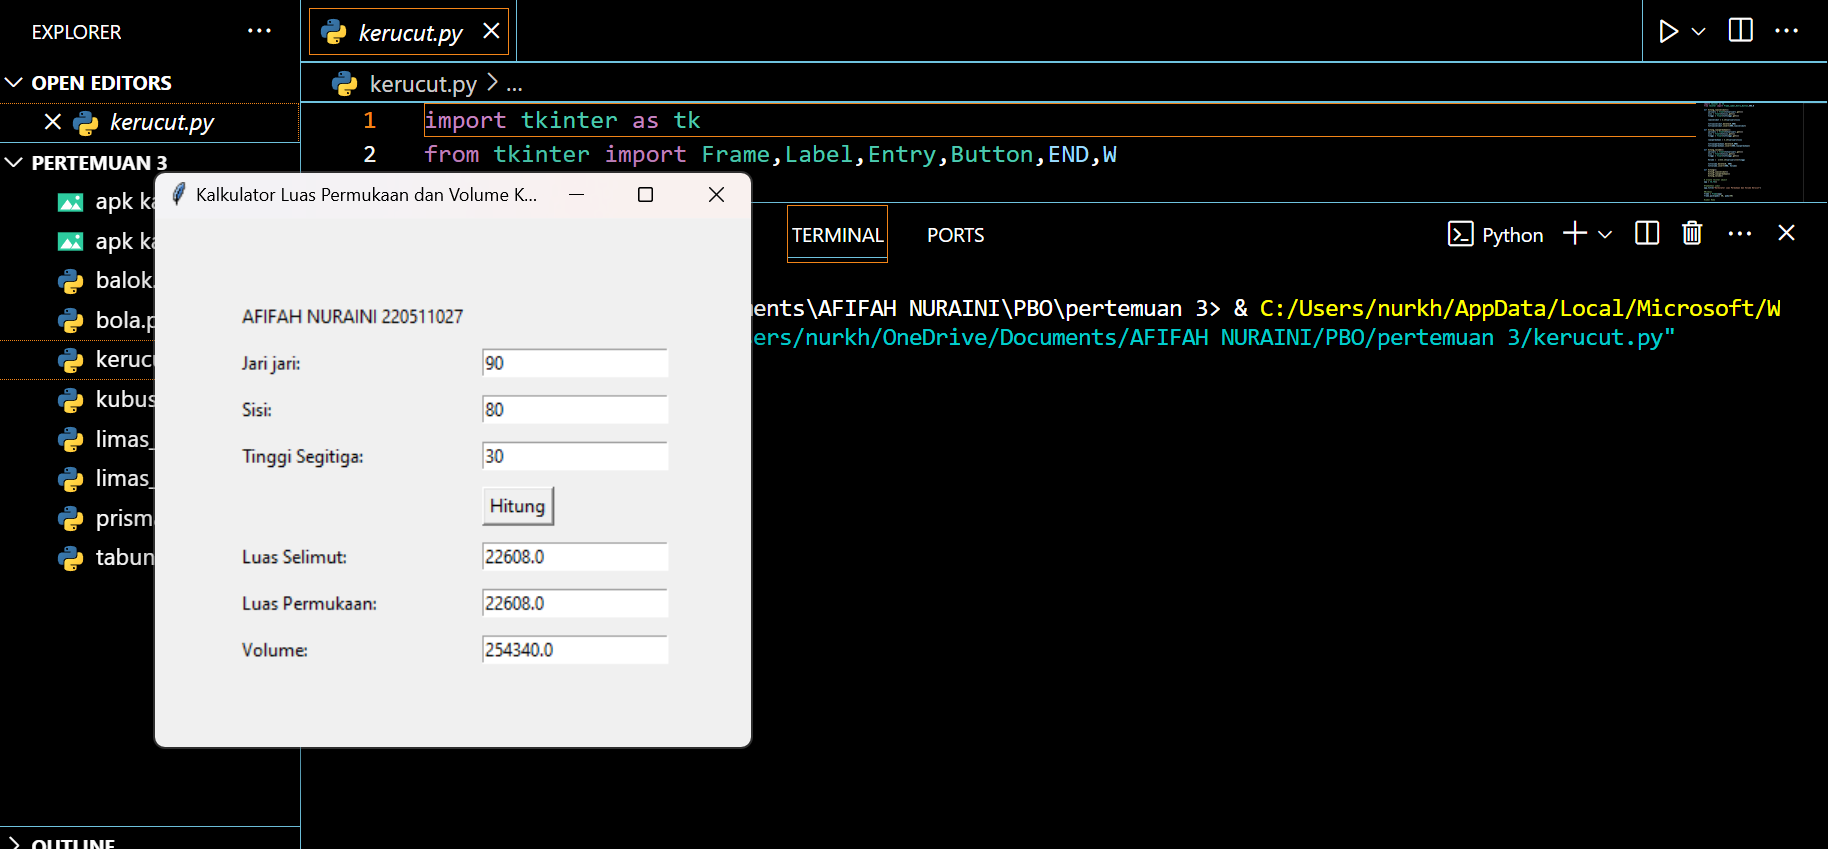 EXPLORER
OPEN EDITORS
kerucut.py
PERTEMUAN 3
apk ka
apk ka
balok.
bola.p
keruc
kubus
limas_
limas_
prism
tabun
OUTLINE
kerucut.py
kerucut.py > ...
1 import tkinter as tk
2 from tkinter import Frame,Label,Entry,Button,END,W
TERMINAL PORTS
Python
ments\AFIFAH NURAINI\PBO\pertemuan 3> & C:/Users/nurkh/AppData/Local/Microsoft/W
ers/nurkh/OneDrive/Documents/AFIFAH NURAINI/PBO/pertemuan 3/kerucut.py"
Kalkulator Luas Permukaan dan Volume K...
AFIFAH NURAINI 220511027
Jari jari: 90
Sisi: 80
Tinggi Segitiga: 30
Hitung
Luas Selimut: 22608.0
Luas Permukaan: 22608.0
Volume: 254340.0